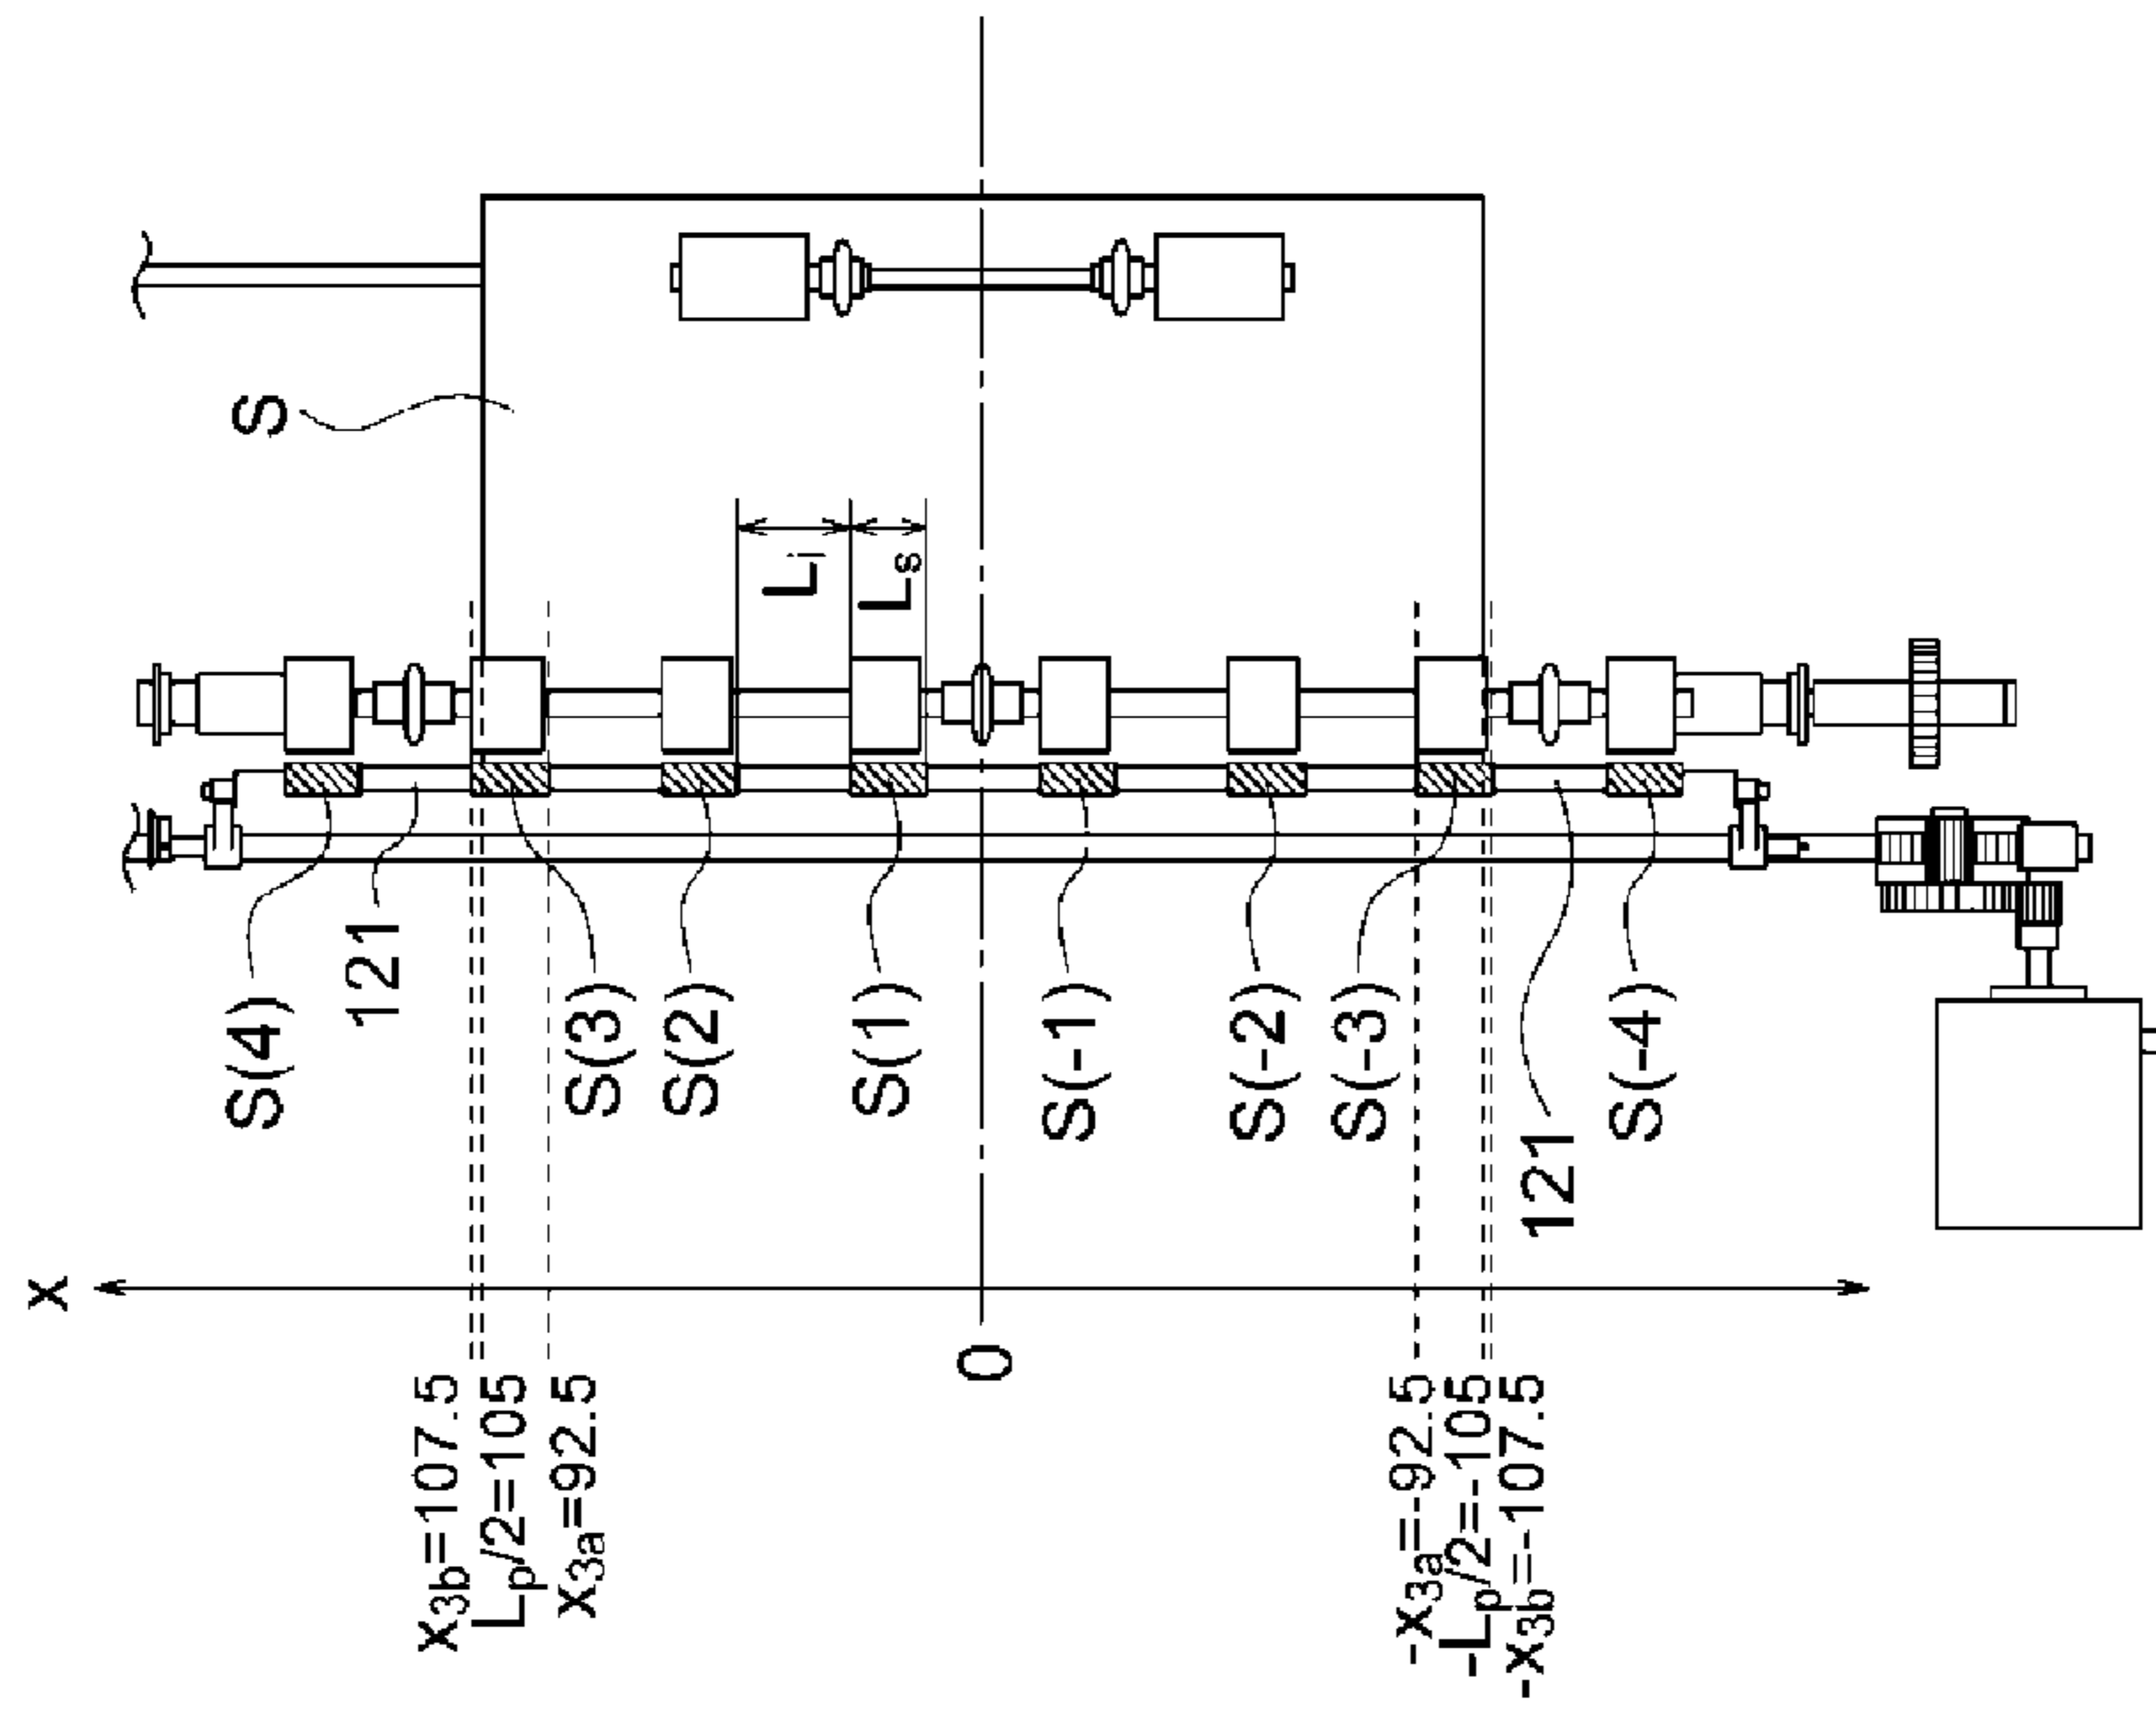 x
S
Li
Ls
S(4)
121
S(3)
S(2)
S(1)
S(-1)
S(-2)
S(-3)
121
S(-4)
0
x3b=107.5
Lp/2=105
x3a=92.5
-x3a=-92.5
-Lp/2=-105
-x3b=-107.5